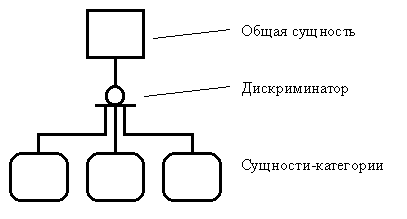 Общая сущность
Дискриминатор
Сущности-категории